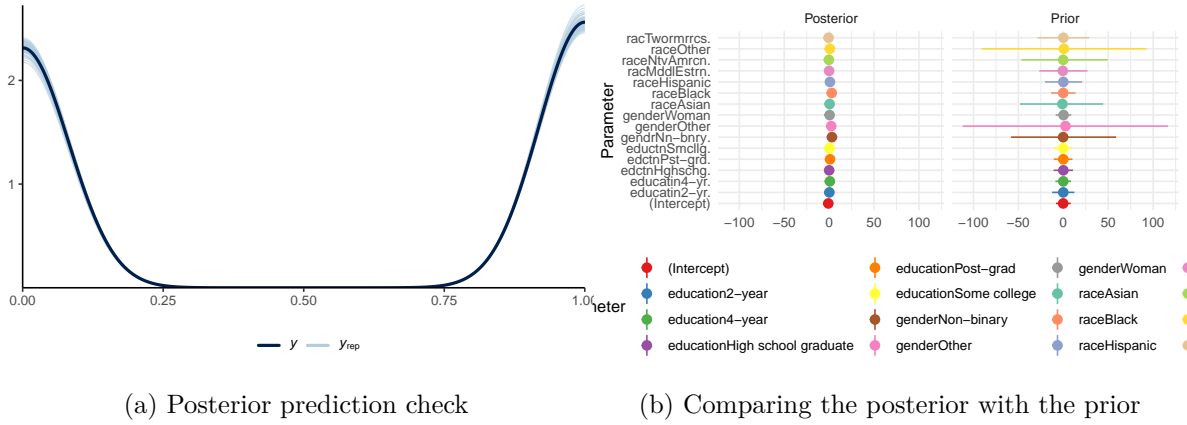 2
1
0.00 0.25 0.50 0.75 1.00
y yrep
(a) Posterior prediction check
Posterior Prior
Parameter
racTwormrrcs.
raceOther
raceNtvAmrcn.
racMddlEstrn.
raceHispanic
raceBlack
raceAsian
genderWoman
genderOther
gendrNn−bnry.
eductnSmcllg.
edctnPst−grd.
edctnHghschg.
educatin4−yr.
educatin2−yr.
(Intercept)
−100 −50 0 50 100 −100 −50 0 50 100
meter
(Intercept) educationPost−grad genderWoman
education2−year educationSome college raceAsian
education4−year genderNon−binary raceBlack
educationHigh school graduate genderOther raceHispanic
(b) Comparing the posterior with the prior